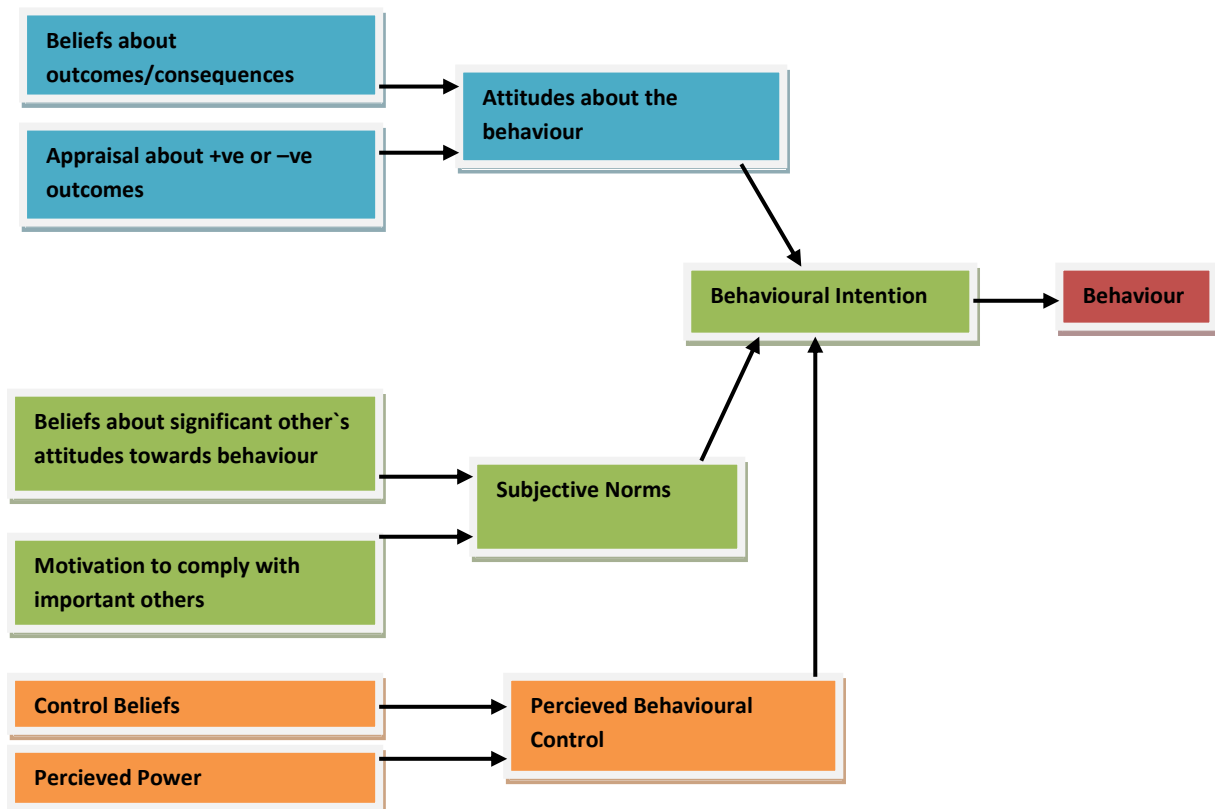 Beliefs about
outcomes/consequences
Appraisal about +ve or –ve
outcomes
Attitudes about the
behaviour
Behavioural Intention
Behaviour
Beliefs about significant other`s
attitudes towards behaviour
Motivation to comply with
important others
Subjective Norms
Control Beliefs
Percieved Power
Percieved Behavioural
Control